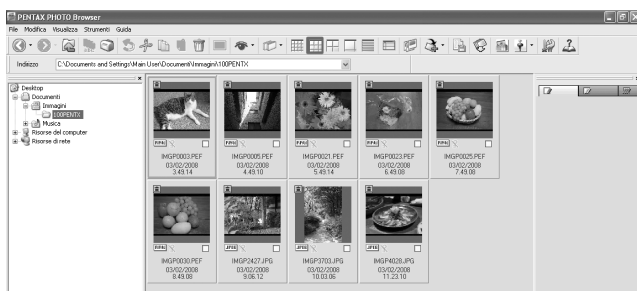 PENTAX PHOTO Browser
File Modifica Visualizza Strumenti Guida
Indirizzo C:\Documents and Settings\Main User\Documenti\Immagini\100PENTX
Desktop
Documenti
Immagini
100PENTX
Musica
Risorse del computer
Risorse di rete
IMGP0003.PEF
03/02/2008
3.49.14
IMGP0005.PEF
03/02/2008
4.49.10
IMGP0021.PEF
03/02/2008
5.49.14
IMGP0023.PEF
03/02/2008
6.49.08
IMGP0025.PEF
03/02/2008
7.49.08
IMGP0030.PEF
03/02/2008
8.49.08
IMGP2427.JPG
03/02/2008
9.06.12
IMGP3703.JPG
03/02/2008
10.03.06
IMGP4028.JPG
03/02/2008
11.23.10